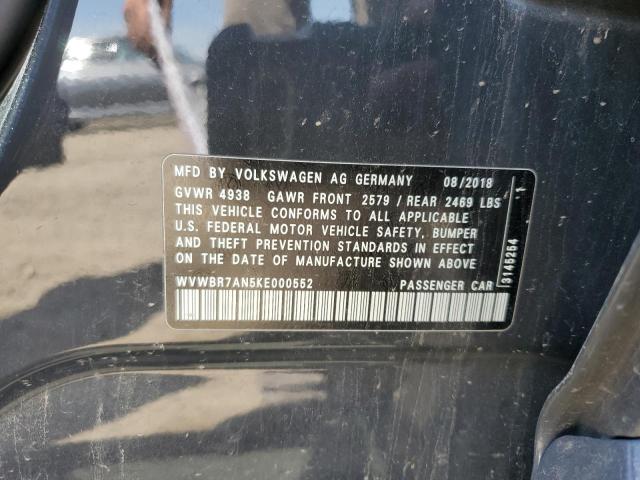 MFD BY VOLKSWAGEN AG GERMANY 08/2018
GVWR 4938 GAWR FRONT 2579 / REAR 2469 LBS
THIS VEHICLE CONFORMS TO ALL APPLICABLE
U.S. FEDERAL MOTOR VEHICLE SAFETY, BUMPER
AND THEFT PREVENTION STANDARDS IN EFFECT
ON THE DATE OF MANUFACTURE SHOWN ABOVE
WVWBR7AN5KE000552 PASSENGER CAR
3145254 1